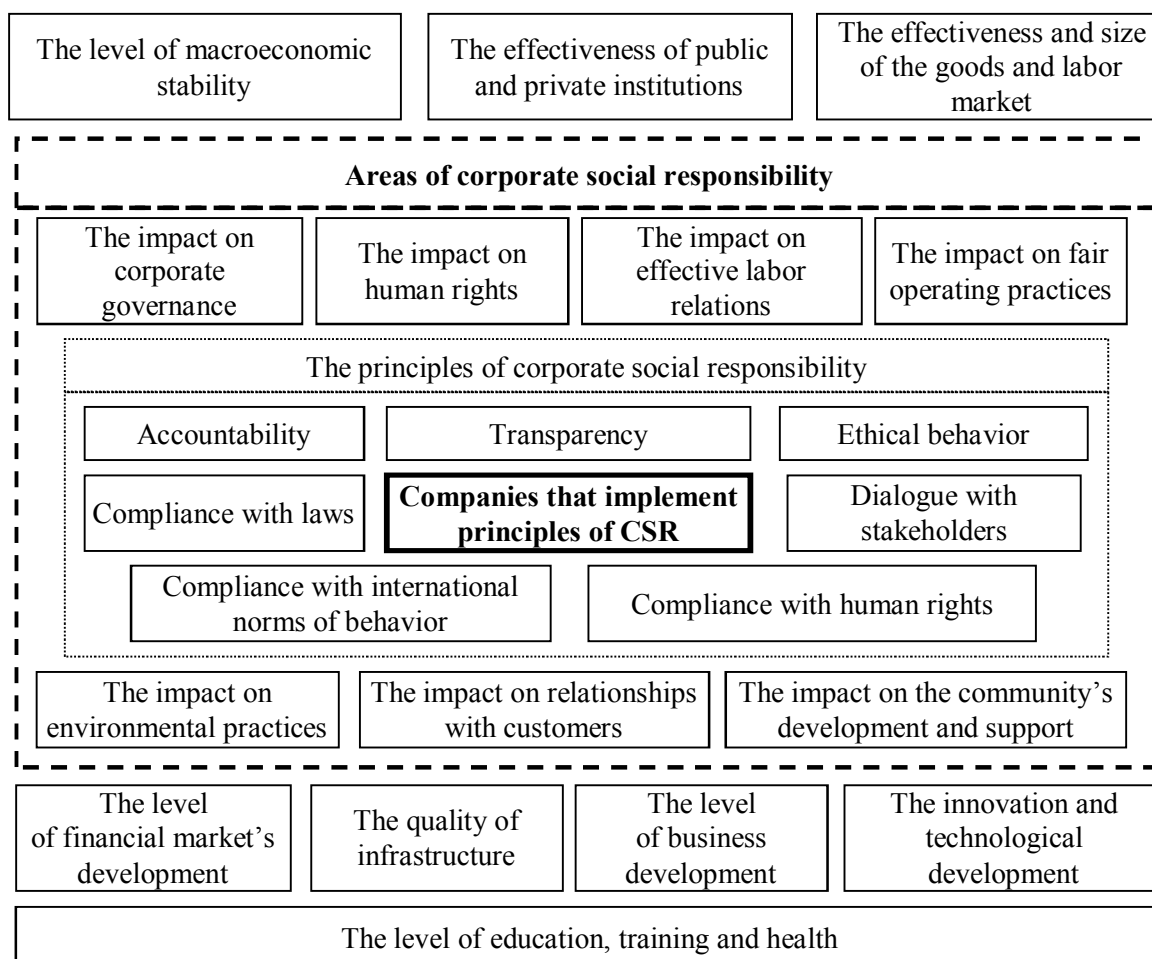 The level of macroeconomic
stability
The effectiveness of public
and private institutions
The effectiveness and size
of the goods and labor
market
Areas of corporate social responsibility
The impact on
corporate
governance
The impact on
human rights
The impact on
effective labor
relations
The impact on fair
operating practices
The principles of corporate social responsibility
Accountability
Transparency
Ethical behavior
Compliance with laws
Companies that implement
principles of CSR
Dialogue with
stakeholders
Compliance with international
norms of behavior
Compliance with human rights
The impact on
environmental practices
The impact on relationships
with customers
The impact on the community’s
development and support
The level
of financial market’s
development
The quality of
infrastructure
The level
of business
development
The innovation and
technological
development
The level of education, training and health